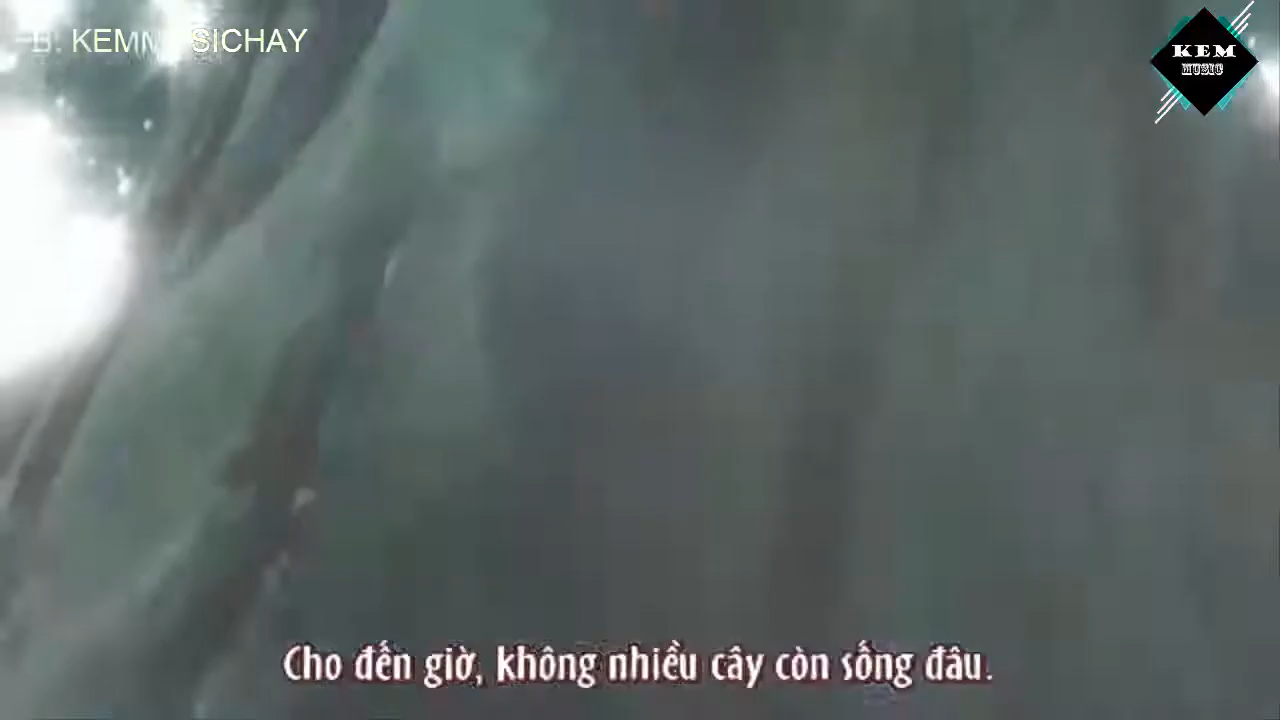 SICHAY
KEM
MUSIC
Cho đến giờ, không nhiều cây còn sống đâu.